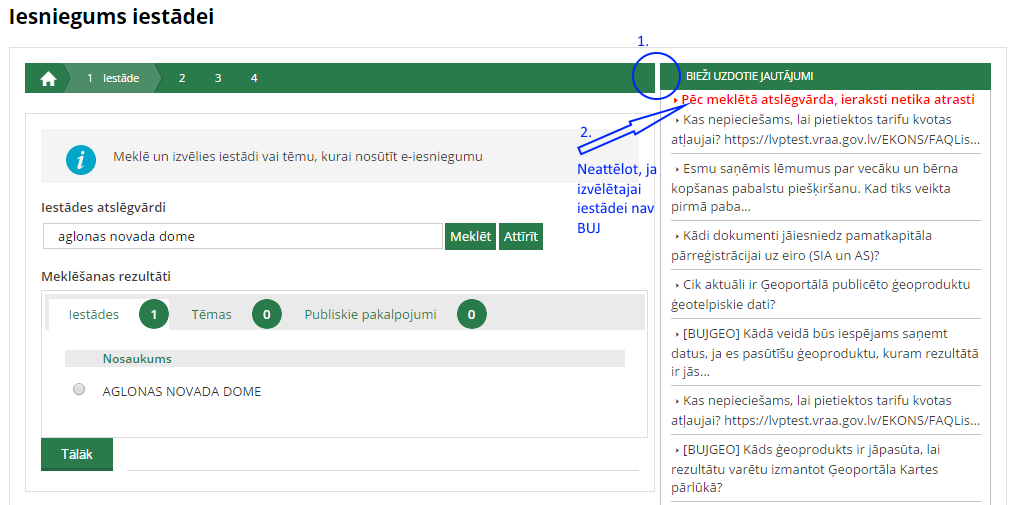 Iesniegums iestādei
1 Iestāde 2 3 4
Meklē un izvēlies iestādi vai tēmu, kurai nosūtīt e-iesniegumu
Iestādes atslēgvārdi
aglonas novada dome Meklēt Attīrīt
Meklēšanas rezultāti
Iestādes 1 Tēmas 0 Publiskie pakalpojumi 0
Nosaukums
AGLONAS NOVADA DOME
Tālāk
1.
2.
Neattēlot, ja
izvēlētajai
iestādei nav
BUJ
BIEŽI UZDOTIE JAUTĀJUMI
Pēc meklētā atslēgvārda, ieraksti netika atrasti
Kas nepieciešams, lai pietiektos tarifu kvotas
atļaujai? https://lvptest.vraa.gov.lv/EKONS/FAQLis...
Esmu saņēmis lēmumus par vecāku un bērna
kopšanas pabalstu piešķiršanu. Kad tiks veikta
pirmā paba...
Kādi dokumenti jāiesniedz pamatkapitāla
pārreģistrācijai uz eiro (SIA un AS)?
Cik aktuāli ir Ģeoportālā publicēto ģeoproduktu
ģeotelpiskie dati?
[BUJGEO] Kādā veidā būs iespējams saņemt
datus, ja es pasūtīšu ģeoproduktu, kuram rezultātā
ir jās...
Kas nepieciešams, lai pietiektos tarifu kvotas
atļaujai? https://lvptest.vraa.gov.lv/EKONS/FAQLis...
[BUJGEO] Kāds ģeoprodukts ir jāpasūta, lai
rezultātu varētu izmantot Ģeoportāla Kartes
pārlūkā?